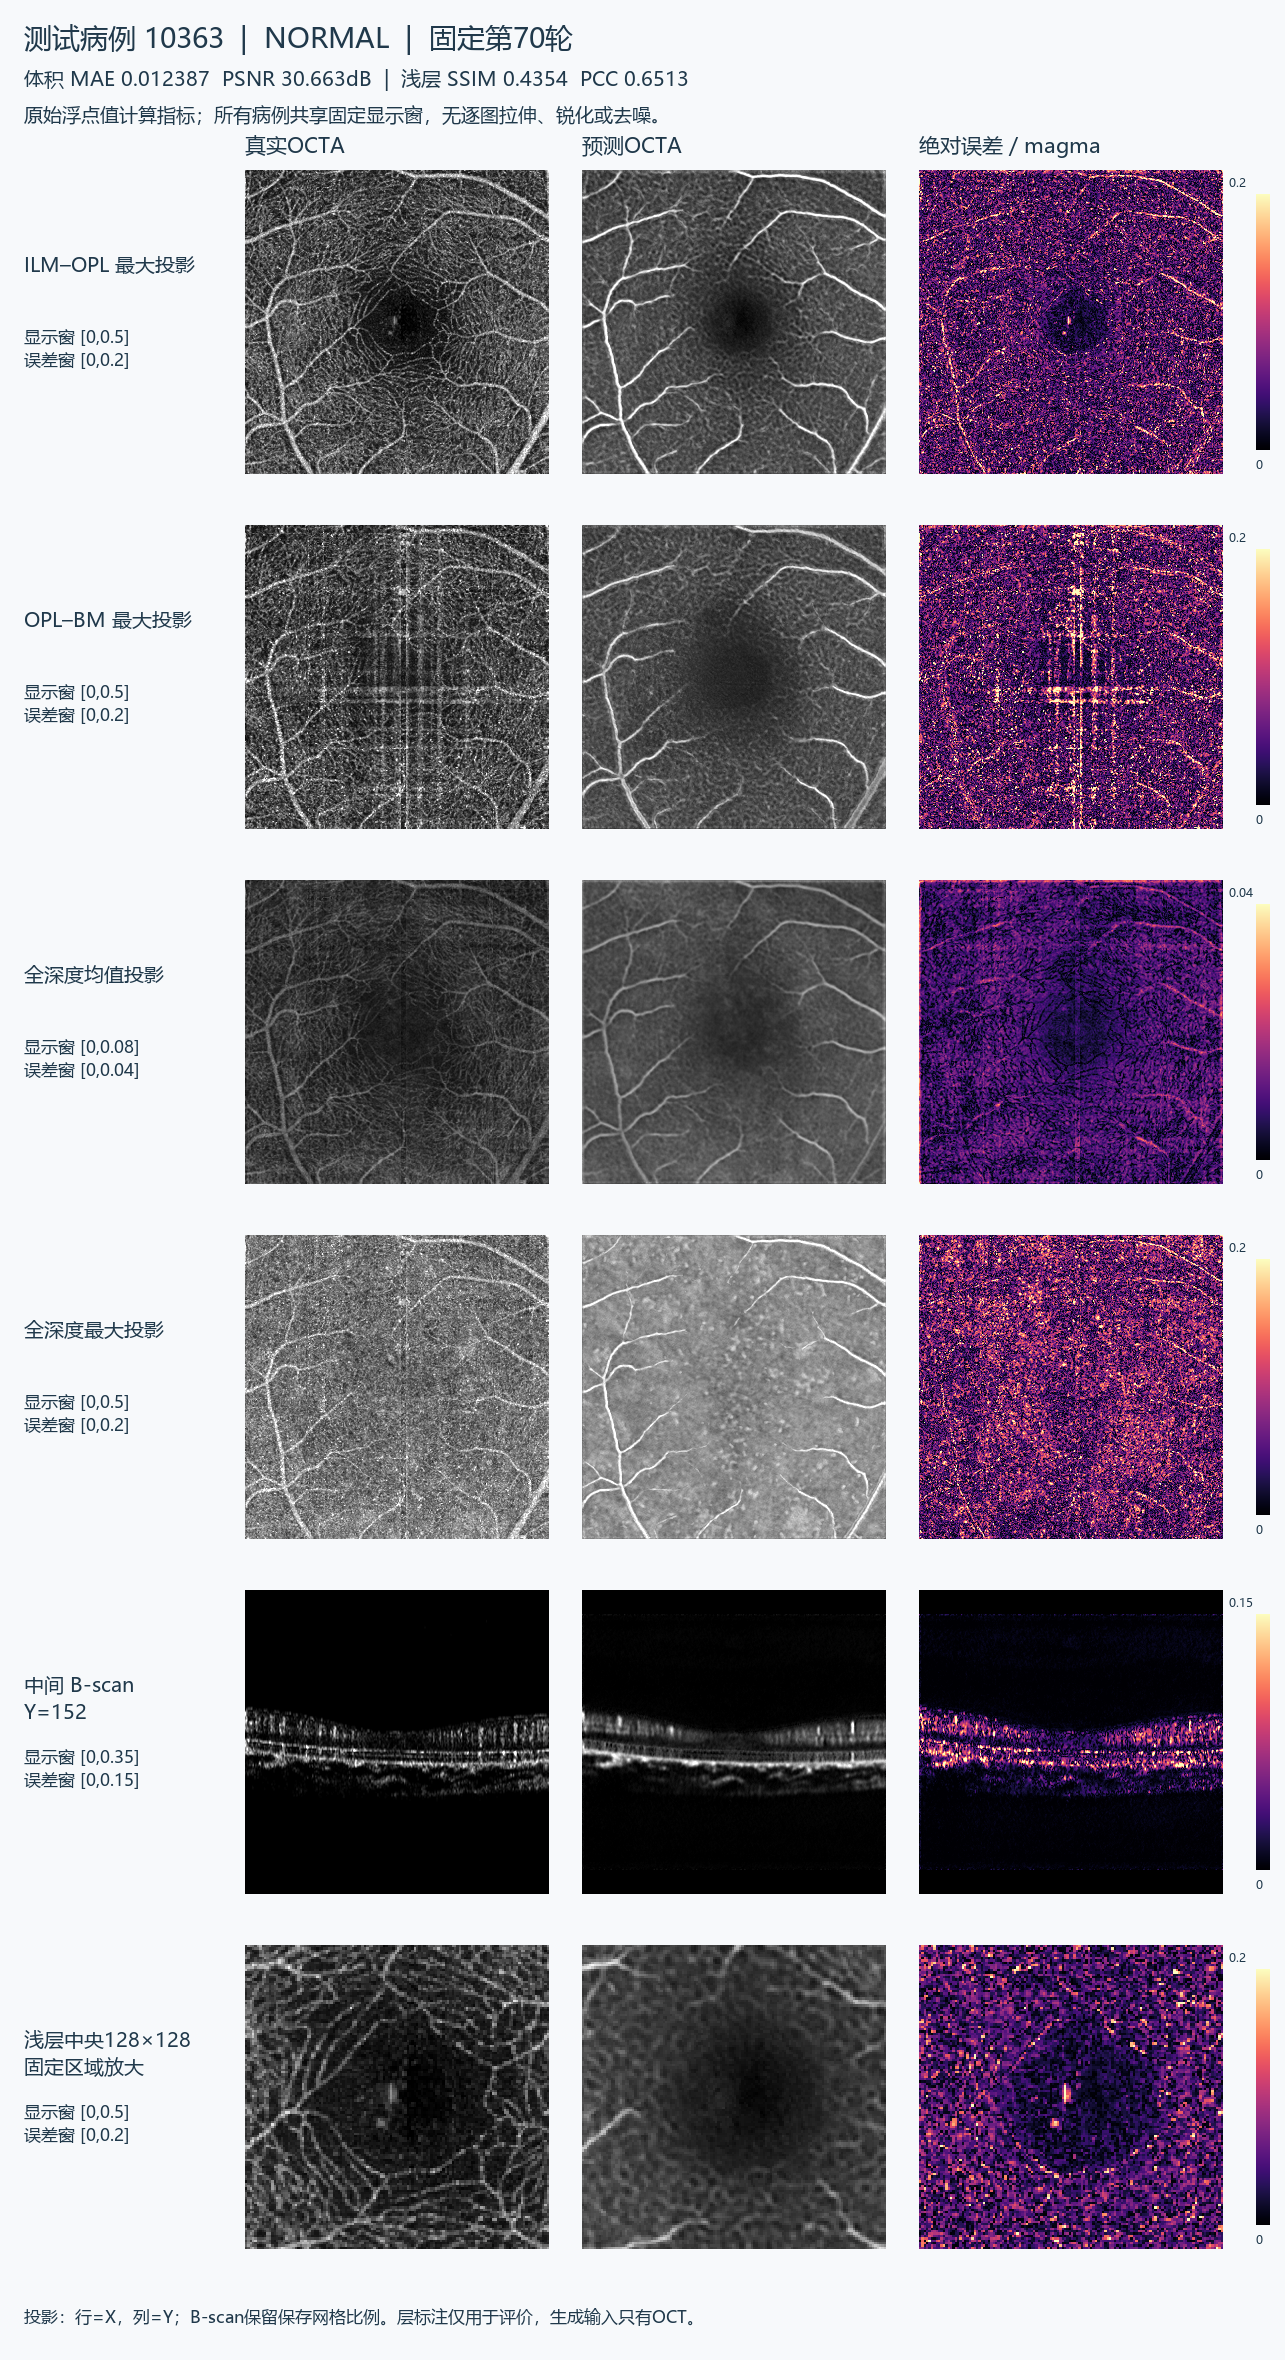 测试病例 10363 | NORMAL | 固定第70轮
体积 MAE 0.012387 PSNR 30.663dB | 浅层 SSIM 0.4354 PCC 0.6513
原始浮点值计算指标；所有病例共享固定显示窗，无逐图拉伸、锐化或去噪。
真实OCTA 预测OCTA 绝对误差 / magma
0.2
ILM–OPL 最大投影
显示窗 [0,0.5]
误差窗 [0,0.2]
0
0.2
OPL–BM 最大投影
显示窗 [0,0.5]
误差窗 [0,0.2]
0
0.04
全深度均值投影
显示窗 [0,0.08]
误差窗 [0,0.04]
0
0.2
全深度最大投影
显示窗 [0,0.5]
误差窗 [0,0.2]
0
0.15
中间 B-scan
Y=152
显示窗 [0,0.35]
误差窗 [0,0.15]
0
0.2
浅层中央128×128
固定区域放大
显示窗 [0,0.5]
误差窗 [0,0.2]
0
投影：行=X，列=Y；B-scan保留保存网格比例。层标注仅用于评价，生成输入只有OCT。